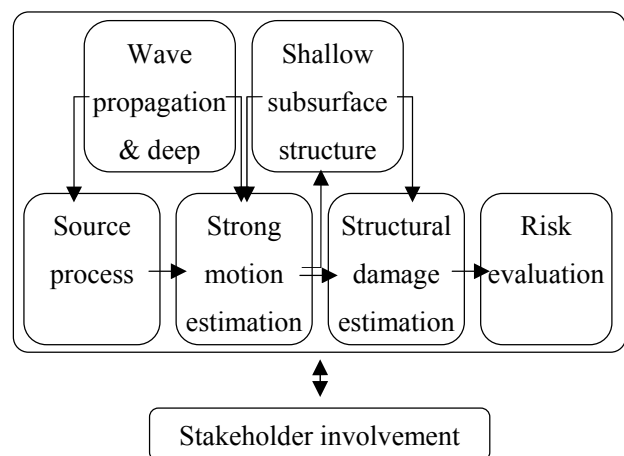 Wave
propagation
& deep
Shallow
subsurface
structure
Source
process
Strong
motion
estimation
Structural
damage
estimation
Risk
evaluation
Stakeholder involvement